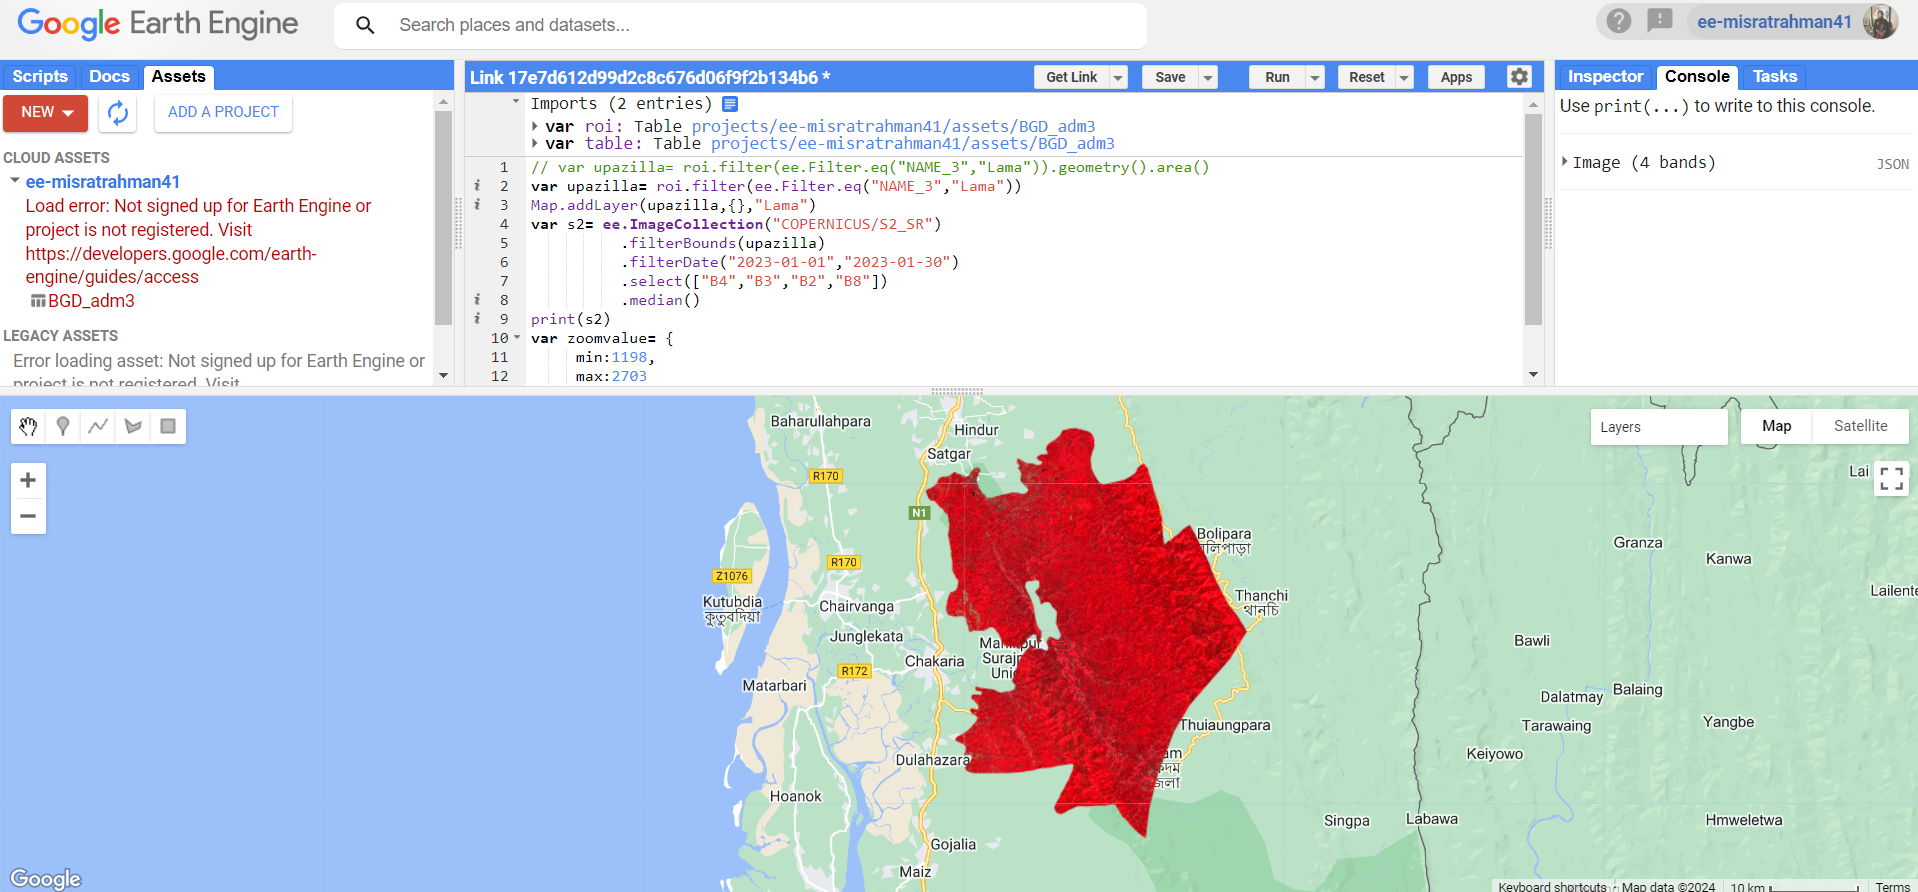 Google Earth Engine
Search places and datasets...
ee-misratrahman41
Scripts Docs Assets
NEW
ADD A PROJECT
CLOUD ASSETS
ee-misratrahman41
Load error: Not signed up for Earth Engine or
project is not registered. Visit
https://developers.google.com/earth-
engine/guides/access
BGD_adm3
LEGACY ASSETS
Error loading asset: Not signed up for Earth Engine or
project is not registered. Visit
Link 17e7d612d99d2c8c676d06f9f2b134b6 *
Get Link Save Run Reset Apps
Imports (2 entries)
var roi: Table projects/ee-misratrahman41/assets/BGD_adm3
var table: Table projects/ee-misratrahman41/assets/BGD_adm3
1 // var upazilla= roi.filter(ee.Filter.eq("NAME_3","Lama")).geometry().area()
i 2 var upazilla= roi.filter(ee.Filter.eq("NAME_3","Lama"))
i 3 Map.addLayer(upazilla,{},"Lama")
4 var s2= ee.ImageCollection("COPERNICUS/S2_SR")
5 .filterBounds(upazilla)
6 .filterDate("2023-01-01","2023-01-30")
7 .select(["B4","B3","B2","B8"])
i 8 .median()
i 9 print(s2)
10 var zoomvalue= {
11 min:1198,
12 max:2703
Inspector Console Tasks
Use print(...) to write to this console.
Image (4 bands) JSON
Layers
Map Satellite
Baharullahpara
Hindur
Satgar
R170
N1
Lai
Bolipara
Granza
Kanwa
R170
Z1076
Kutubdia
কুতুবদিয়া
Chairvanga
Thanchi
থানচি
Lailente
Junglekata
Bawli
Chakaria
Surajp
R172
Matarbari
Dalatmay
Balaing
Tarawaing
Yangbe
Thuiaungpara
Keiyowo
Dulahazara
Hoanok
Singpa
Labawa
Hmweletwa
Gojalia
Maiz
Google
Keyboard shortcuts Map data ©2024 10 km Terms